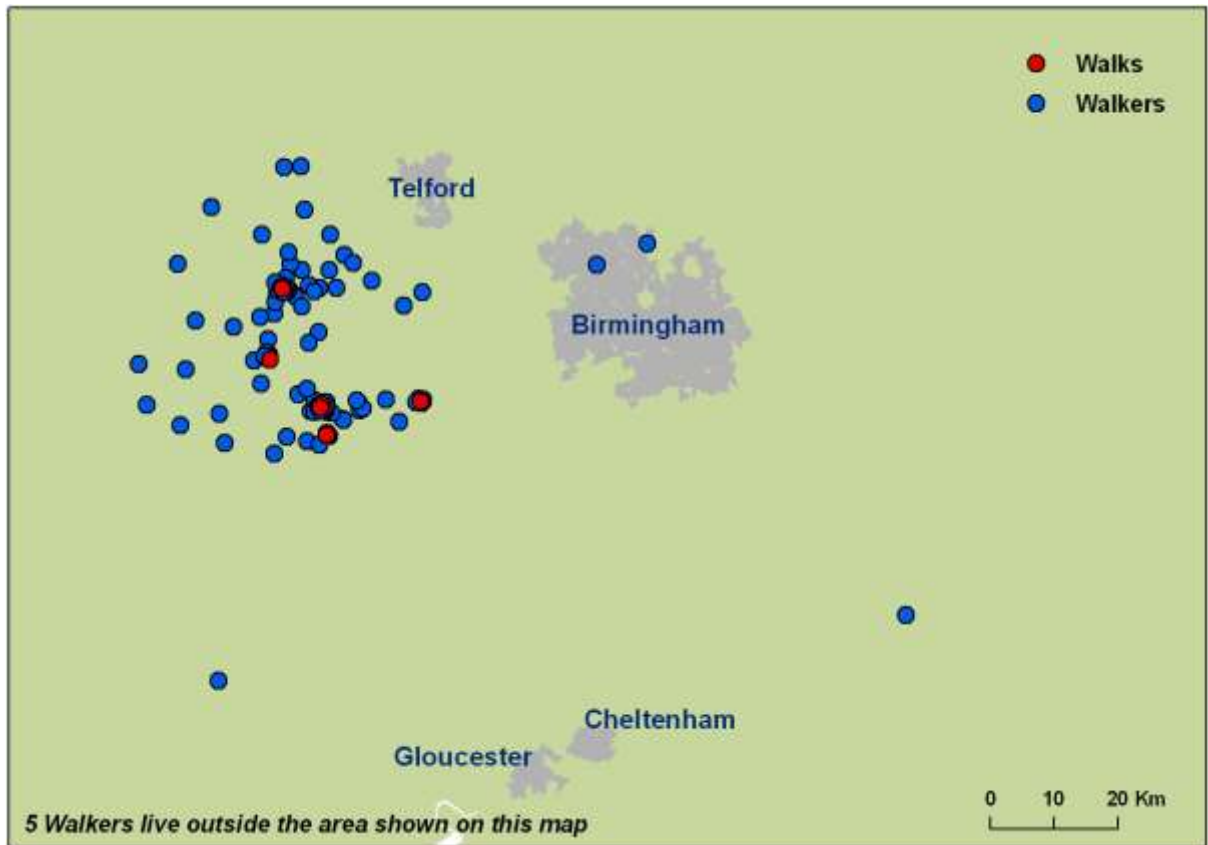 Walks
Walkers
Telford
Birmingham
Cheltenham
Gloucester
0 10 20 Km
5 Walkers live outside the area shown on this map